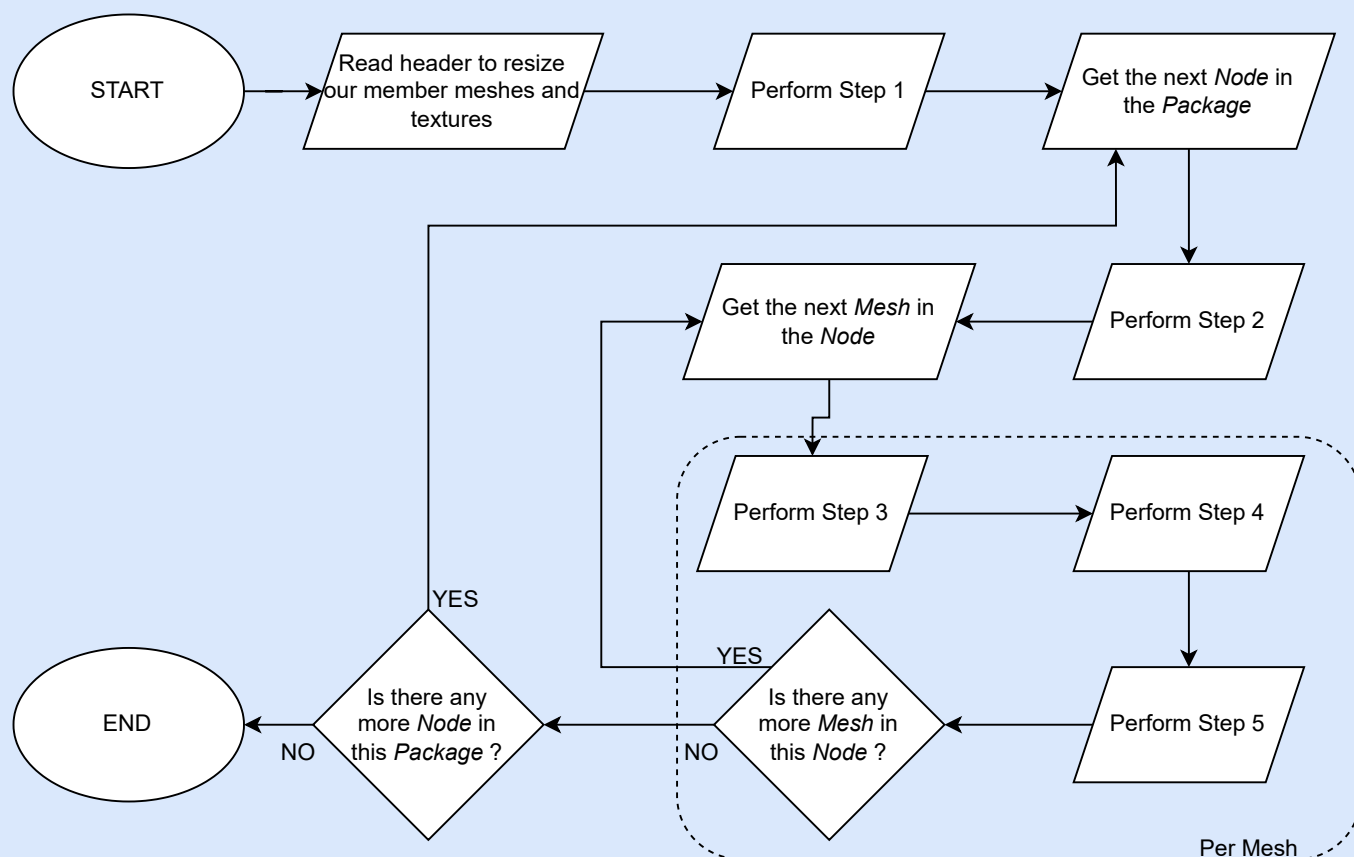 START
Read header to resize
our member meshes and
textures
Perform Step 1
Get the next Node in
the Package
Get the next Mesh in
the Node
Perform Step 2
Perform Step 3
Perform Step 4
YES
YES
END
NO
Is there any
more Node in
this Package ?
NO
Is there any
more Mesh in
this Node ?
Perform Step 5
Per Mesh